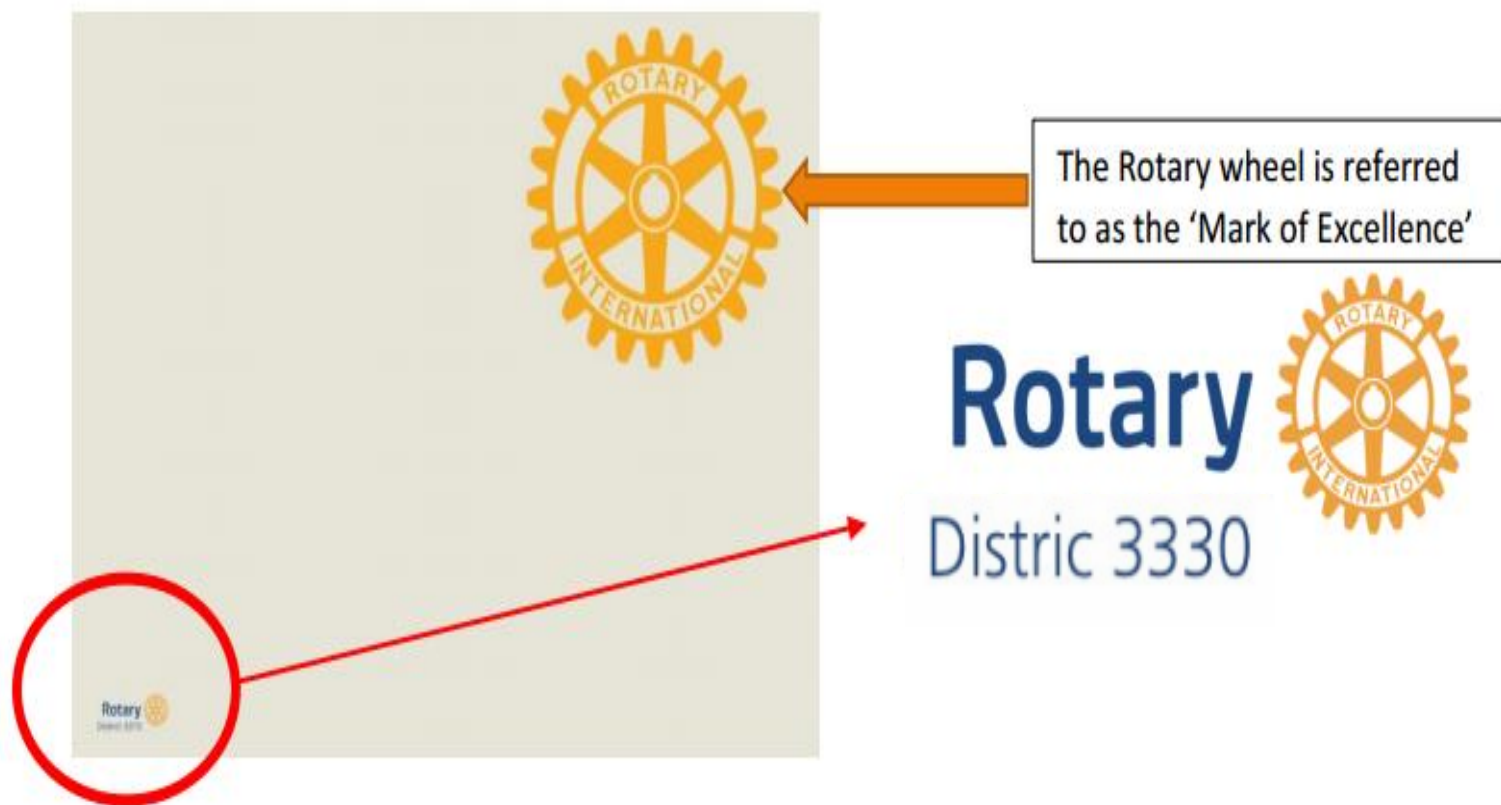 ROTARY
INTERNATIONAL
The Rotary wheel is referred
to as the ‘Mark of Excellence’
Rotary
ROTARY
INTERNATIONAL
Distric 3330
Rotary